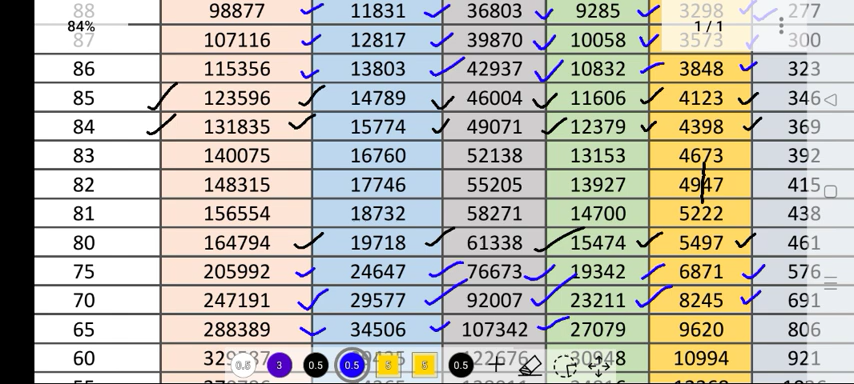 88 98877 11831 36803 9285 3298 277
84% 1/1
87 107116 12817 39870 10058 3573 300
86 115356 13803 42937 10832 3848 323
85 123596 14789 46004 11606 4123 346
84 131835 15774 49071 12379 4398 369
83 140075 16760 52138 13153 4673 392
82 148315 17746 55205 13927 4947 415
81 156554 18732 58271 14700 5222 438
80 164794 19718 61338 15474 5497 461
75 205992 24647 76673 19342 6871 576
70 247191 29577 92007 23211 8245 691
65 288389 34506 107342 27079 9620 806
60 10994 921
0.5 3 0.5 0.5 5 5 0.5